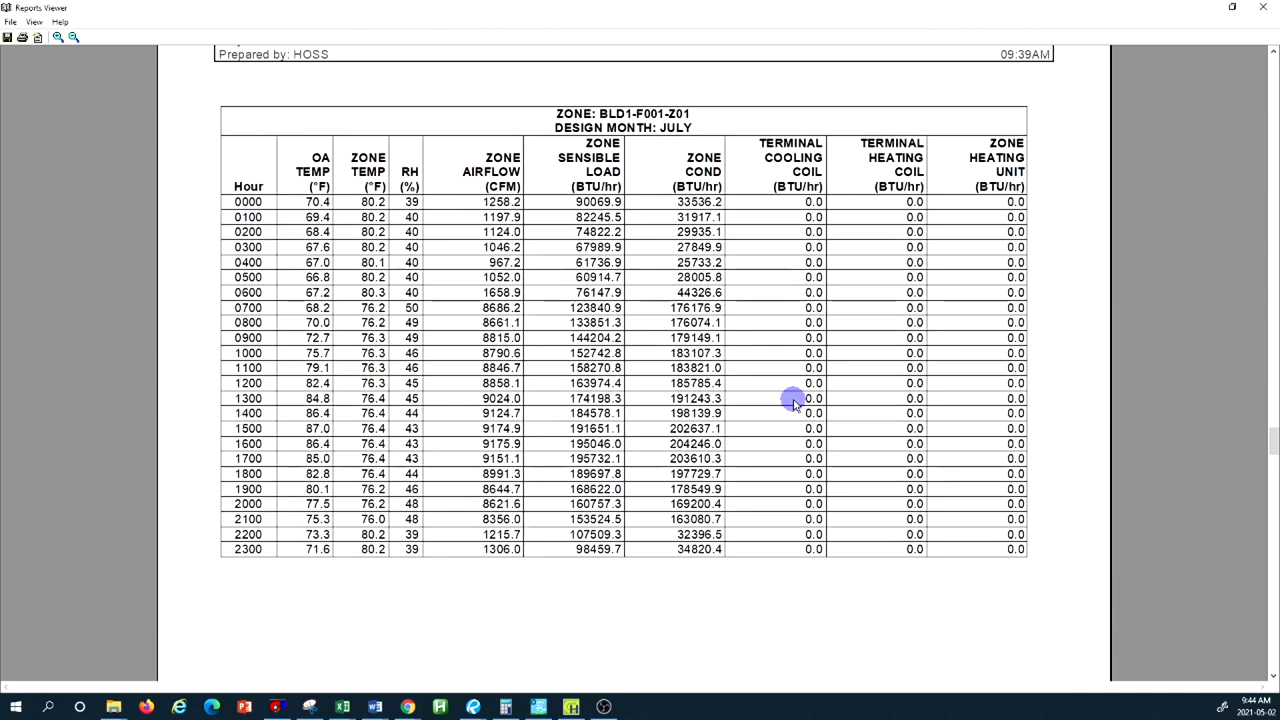 Reports Viewer
File View Help
Prepared by: HOSS 09:39AM
ZONE: BLD1-F001-Z01
DESIGN MONTH: JULY
Hour OA TEMP (°F) ZONE TEMP (°F) RH (%) ZONE AIRFLOW (CFM) ZONE SENSIBLE LOAD (BTU/hr) ZONE COND (BTU/hr) TERMINAL COOLING COIL (BTU/hr) TERMINAL HEATING COIL (BTU/hr) ZONE HEATING UNIT (BTU/hr)
0000 70.4 80.2 39 1258.2 90069.9 33536.2 0.0 0.0 0.0
0100 69.4 80.2 40 1197.9 82245.5 31917.1 0.0 0.0 0.0
0200 68.4 80.2 40 1124.0 74822.2 29935.1 0.0 0.0 0.0
0300 67.6 80.2 40 1046.2 67989.9 27849.9 0.0 0.0 0.0
0400 67.0 80.1 40 967.2 61736.9 25733.2 0.0 0.0 0.0
0500 66.8 80.2 40 1052.0 60914.7 28005.8 0.0 0.0 0.0
0600 67.2 80.3 40 1658.9 76147.9 44326.6 0.0 0.0 0.0
0700 68.2 76.2 50 8686.2 123840.9 176176.9 0.0 0.0 0.0
0800 70.0 76.2 49 8661.1 133851.3 176074.1 0.0 0.0 0.0
0900 72.7 76.3 49 8815.0 144204.2 179149.1 0.0 0.0 0.0
1000 75.7 76.3 46 8790.6 152742.8 183107.3 0.0 0.0 0.0
1100 79.1 76.3 46 8846.7 158270.8 183821.0 0.0 0.0 0.0
1200 82.4 76.3 45 8858.1 163974.4 185785.4 0.0 0.0 0.0
1300 84.8 76.4 45 9024.0 174198.3 191243.3 0.0 0.0 0.0
1400 86.4 76.4 44 9124.7 184578.1 198139.9 0.0 0.0 0.0
1500 87.0 76.4 43 9174.9 191651.1 202637.1 0.0 0.0 0.0
1600 86.4 76.4 43 9175.9 195046.0 204246.0 0.0 0.0 0.0
1700 85.0 76.4 43 9151.1 195732.1 203610.3 0.0 0.0 0.0
1800 82.8 76.4 44 8991.3 189697.8 197729.7 0.0 0.0 0.0
1900 80.1 76.2 46 8644.7 168622.0 178549.9 0.0 0.0 0.0
2000 77.5 76.2 48 8621.6 160757.3 169200.4 0.0 0.0 0.0
2100 75.3 76.0 48 8356.0 153524.5 163080.7 0.0 0.0 0.0
2200 73.3 80.2 39 1215.7 107509.3 32396.5 0.0 0.0 0.0
2300 71.6 80.2 39 1306.0 98459.7 34820.4 0.0 0.0 0.0
9:44 AM
2021-05-02